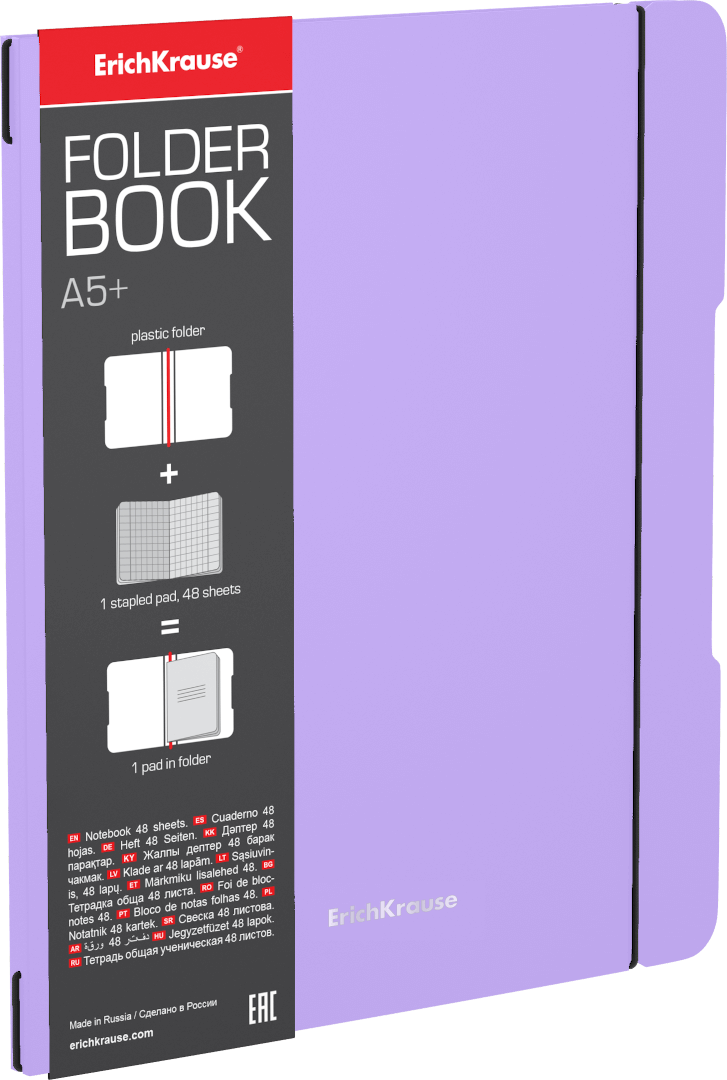 ErichKrause®
FOLDER
BOOK
A5+
plastic folder
+
1 stapled pad, 48 sheets
=
1 pad in folder
EN Notebook 48 sheets. ES Cuaderno 48
hojas. DE Heft 48 Seiten. KK Дәптер 48
парақтар. KY Жалпы дептер 48 барак
чакмак. LV Klade ar 48 lapām. LT Sąsiuvin-
is, 48 lapų. ET Märkmiku lisalehed 48. BG
Тетрадка обща 48 листа. RO Foi de bloc-
notes 48. PT Bloco de notas folhas 48. PL
Notatnik 48 kartek. SR Свеска 48 листова.
AR دفتر 48 ورقة HU Jegyzetfüzet 48 lapok.
RU Тетрадь общая ученическая 48 листов.
Made in Russia / Сделано в России
erichkrause.com
EAC
ErichKrause